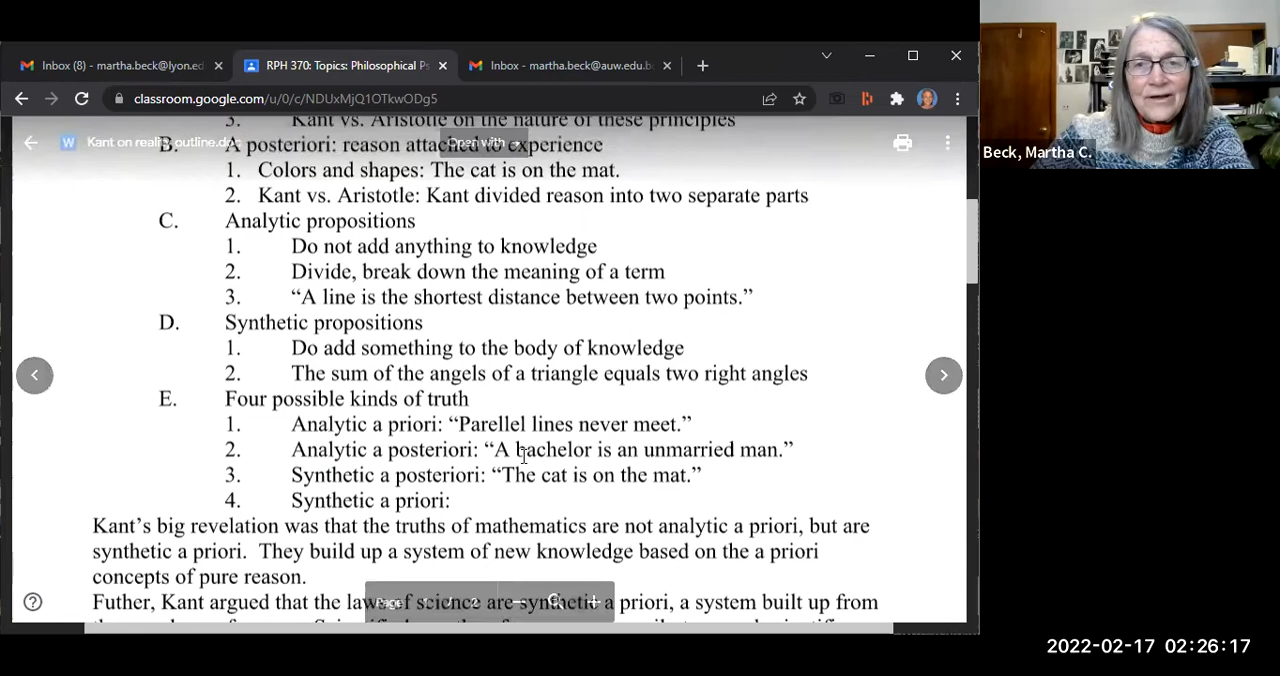 Inbox (8) - martha.beck@lyon.ed
RPH 370: Topics: Philosophical Ps
Inbox - martha.beck@auw.edu.b
classroom.google.com/u/0/c/NDUxMjQ1OTkwODg5
Beck, Martha C.
3. Kant vs. Aristotle on the nature of these principles
Kant on reality outline.do
Open with
B. A posteriori: reason attached to experience
1. Colors and shapes: The cat is on the mat.
2. Kant vs. Aristotle: Kant divided reason into two separate parts
C. Analytic propositions
1. Do not add anything to knowledge
2. Divide, break down the meaning of a term
3. “A line is the shortest distance between two points.”
D. Synthetic propositions
1. Do add something to the body of knowledge
2. The sum of the angels of a triangle equals two right angles
E. Four possible kinds of truth
1. Analytic a priori: “Parellel lines never meet.”
2. Analytic a posteriori: “A bachelor is an unmarried man.”
3. Synthetic a posteriori: “The cat is on the mat.”
4. Synthetic a priori:
Kant’s big revelation was that the truths of mathematics are not analytic a priori, but are
synthetic a priori. They build up a system of new knowledge based on the a priori
concepts of pure reason.
Futher, Kant argued that the laws of science are synthetic a priori, a system built up from
Page
2022-02-17 02:26:17